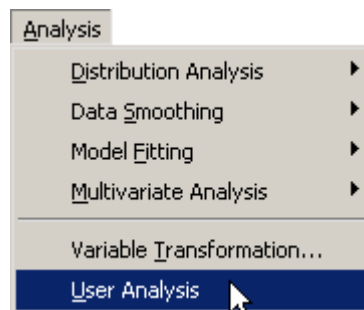 Analysis
Distribution Analysis
Data Smoothing
Model Fitting
Multivariate Analysis
Variable Transformation...
User Analysis